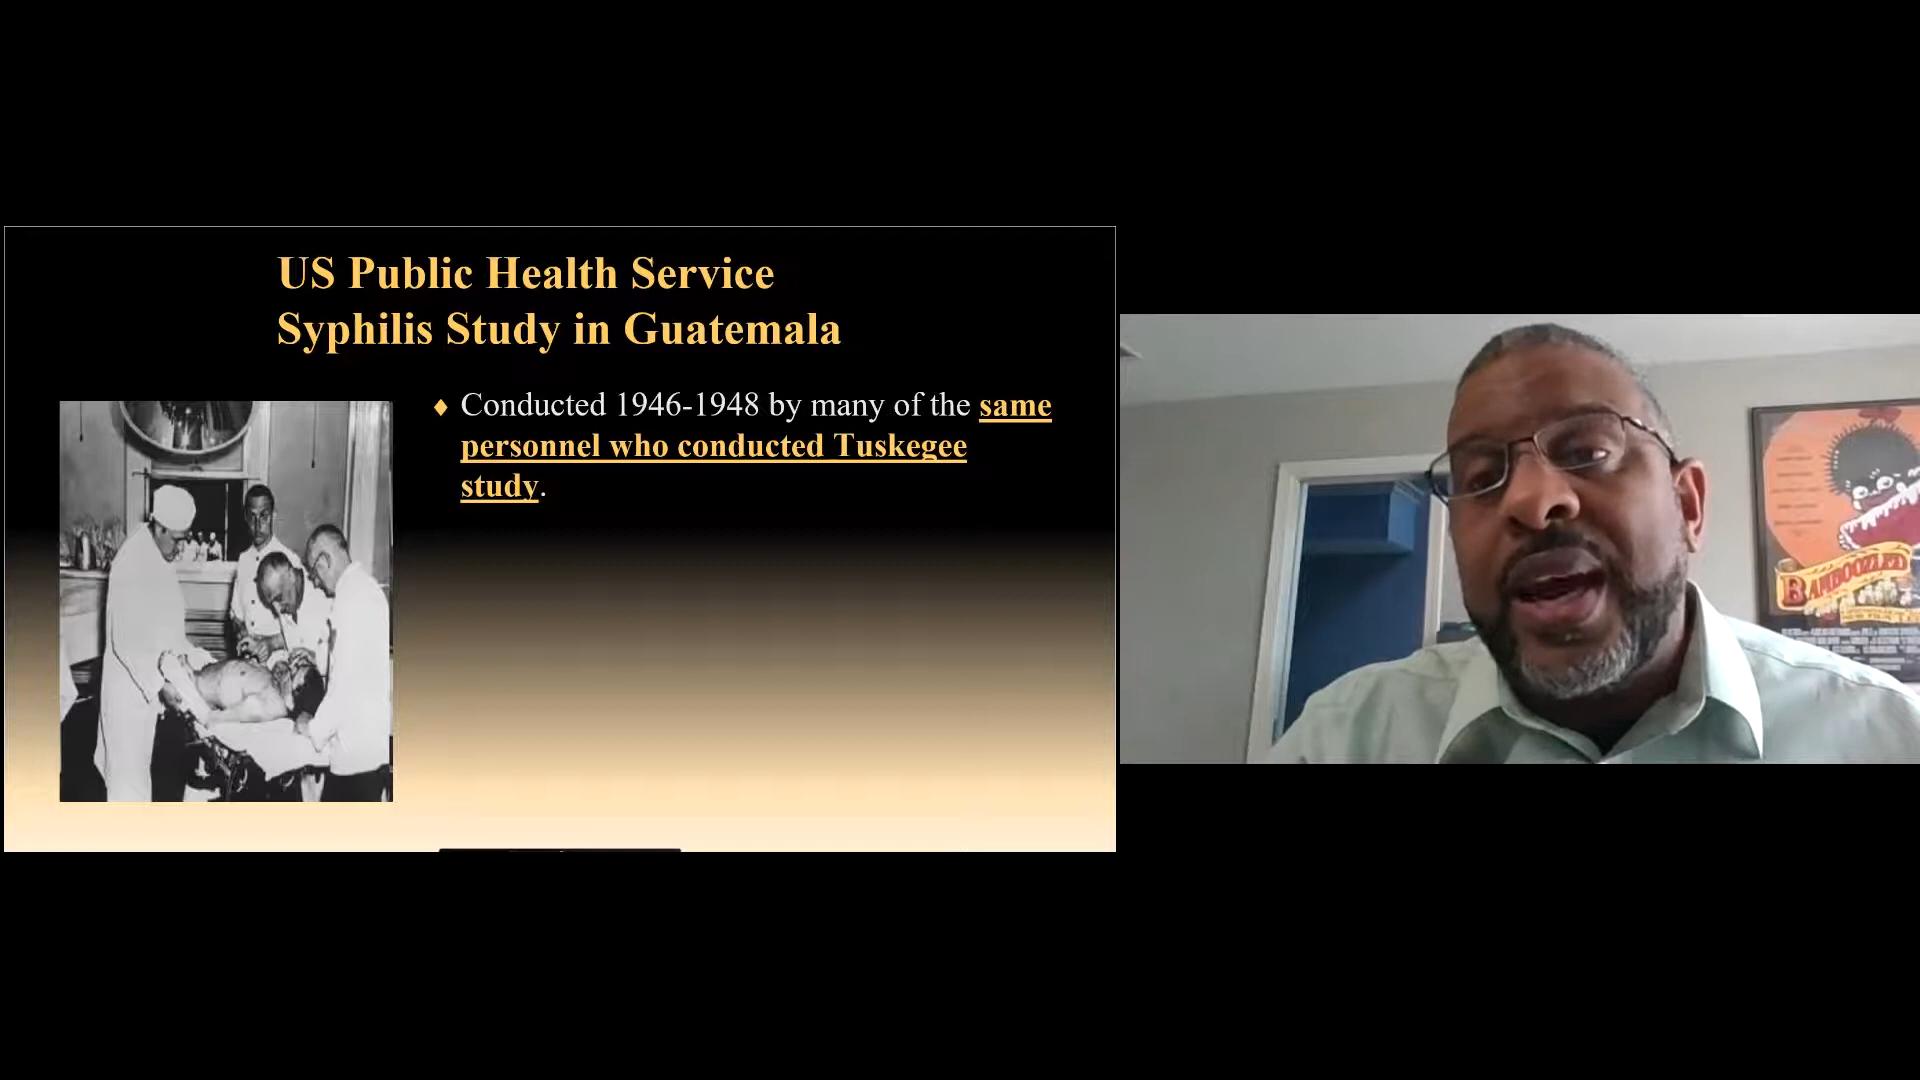 US Public Health Service
Syphilis Study in Guatemala
♦ Conducted 1946-1948 by many of the same
personnel who conducted Tuskegee
study.
BAMBOOZLED